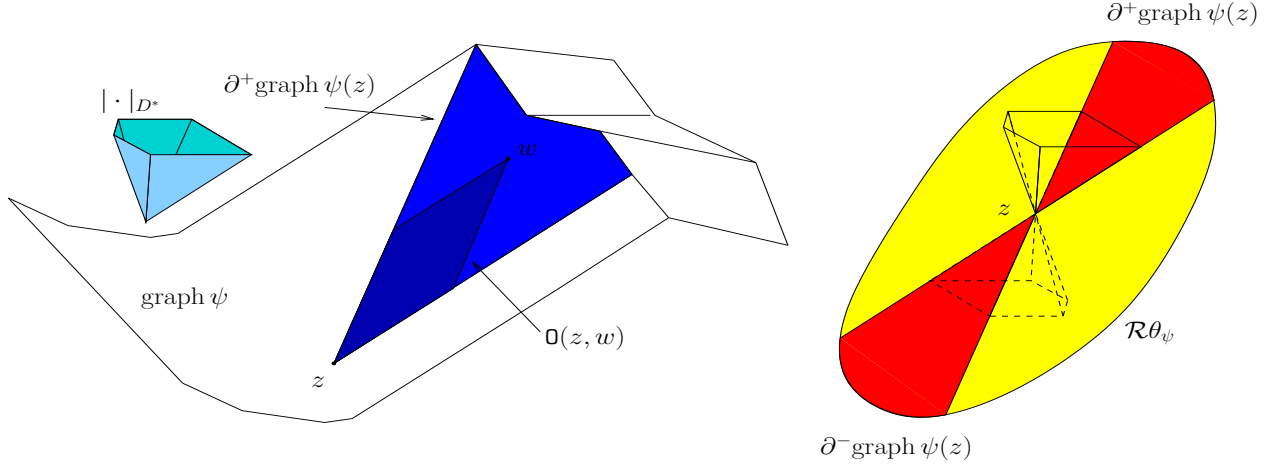 ∂⁺graph ψ(z)
∂⁺graph ψ(z)
| · |_{D*}
w
z
graph ψ
O(z, w)
z
ℛθ_ψ
∂⁻graph ψ(z)